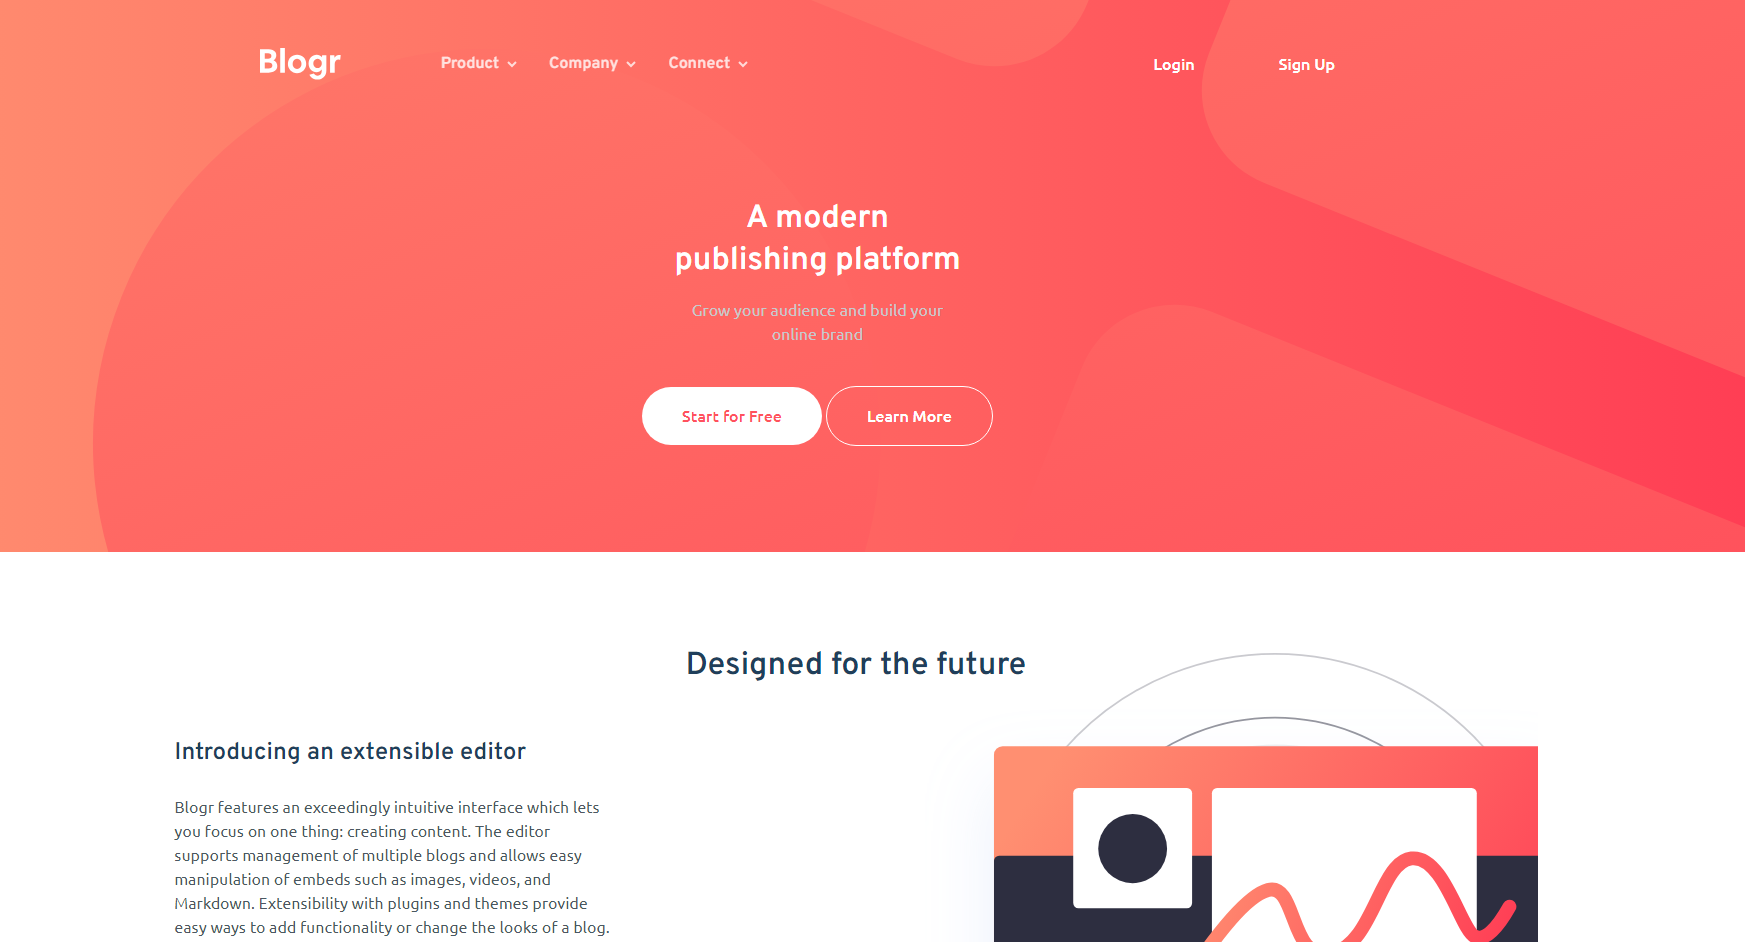 Blogr
Product
Company
Connect
Login
Sign Up
A modern
publishing platform
Grow your audience and build your
online brand
Start for Free
Learn More
Designed for the future
Introducing an extensible editor
Blogr features an exceedingly intuitive interface which lets
you focus on one thing: creating content. The editor
supports management of multiple blogs and allows easy
manipulation of embeds such as images, videos, and
Markdown. Extensibility with plugins and themes provide
easy ways to add functionality or change the looks of a blog.